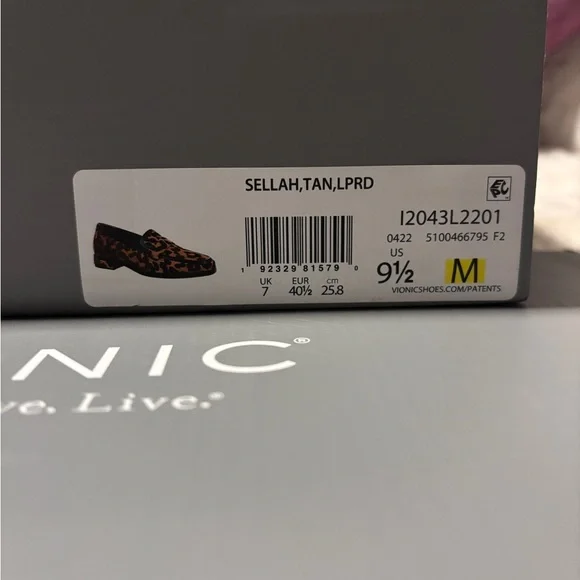 SELLAH,TAN,LPRD
I2043L2201
0422 5100466795 F2
US
9½ M
VIONICSHOES.COM/PATENTS
1 92329 81579 0
UK EUR cm
7 40½ 25.8
NIC®
Live.®